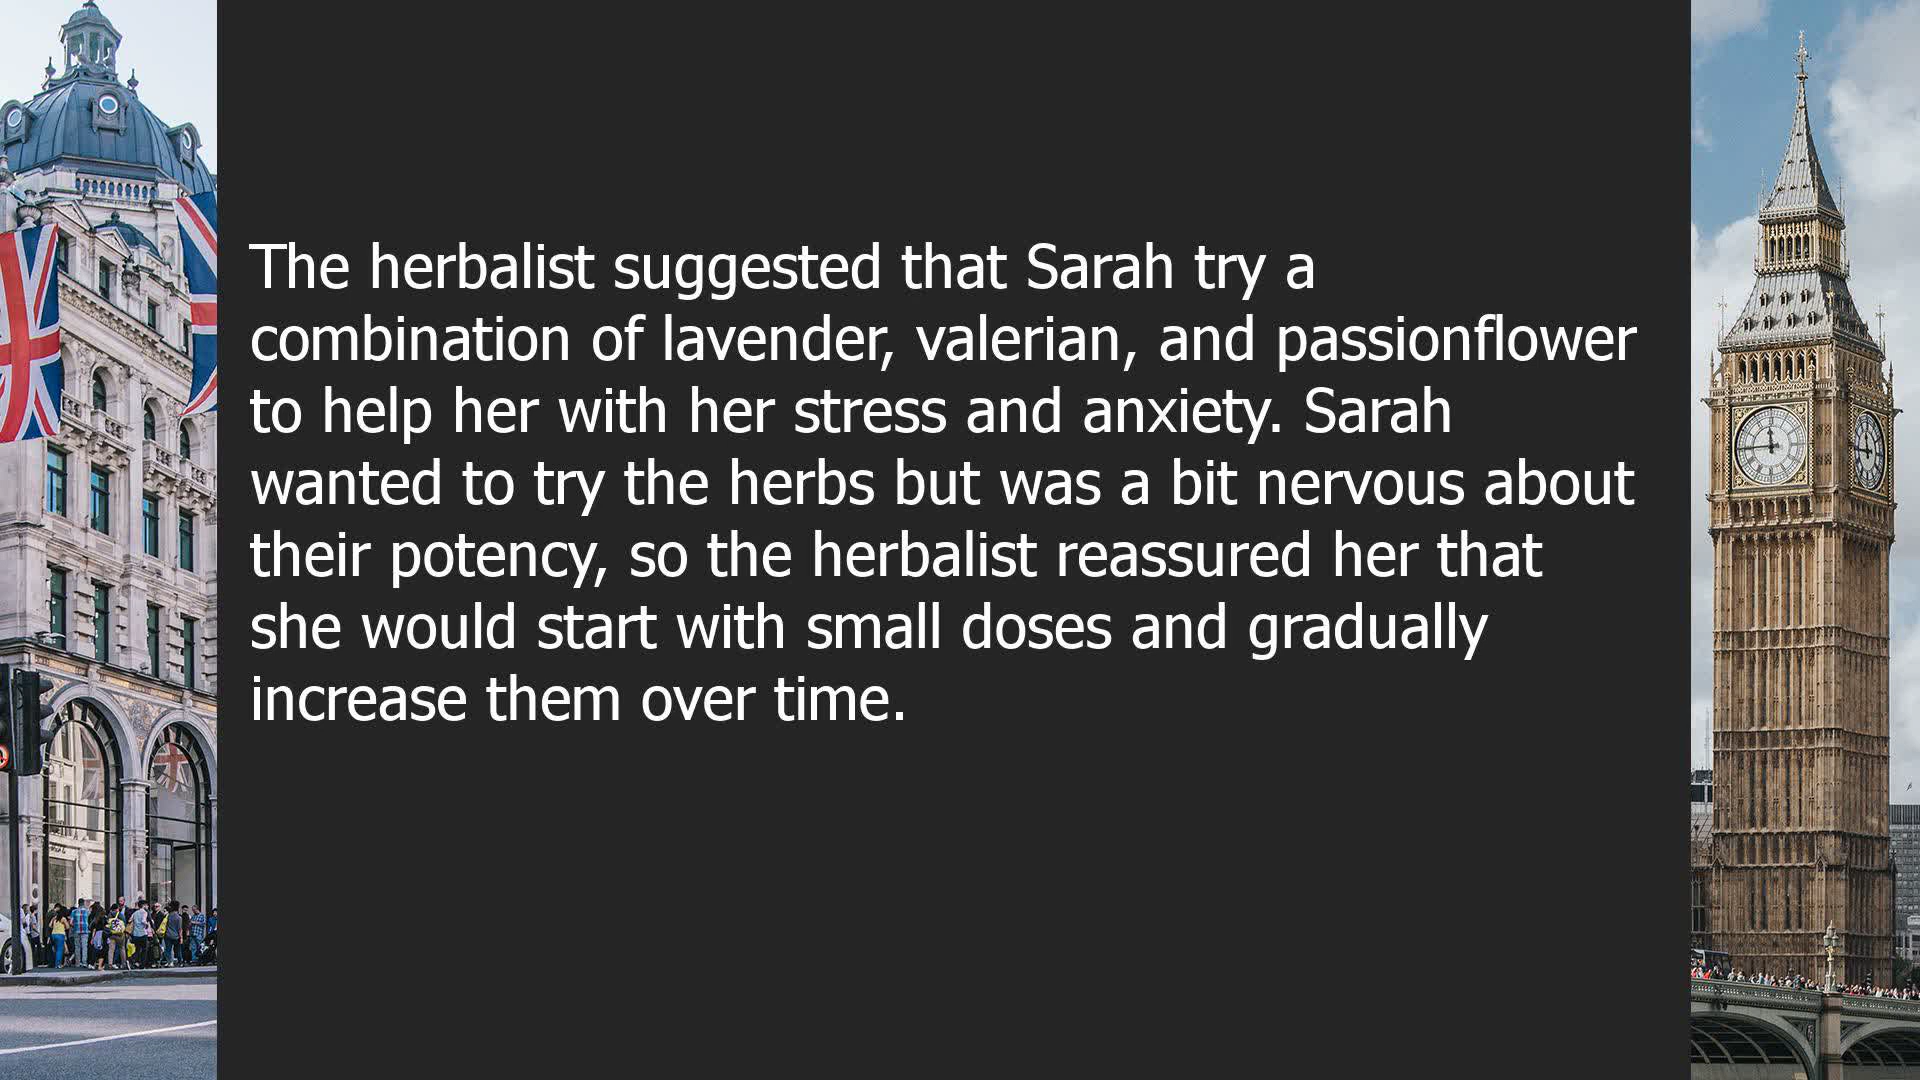 The herbalist suggested that Sarah try a
combination of lavender, valerian, and passionflower
to help her with her stress and anxiety. Sarah
wanted to try the herbs but was a bit nervous about
their potency, so the herbalist reassured her that
she would start with small doses and gradually
increase them over time.